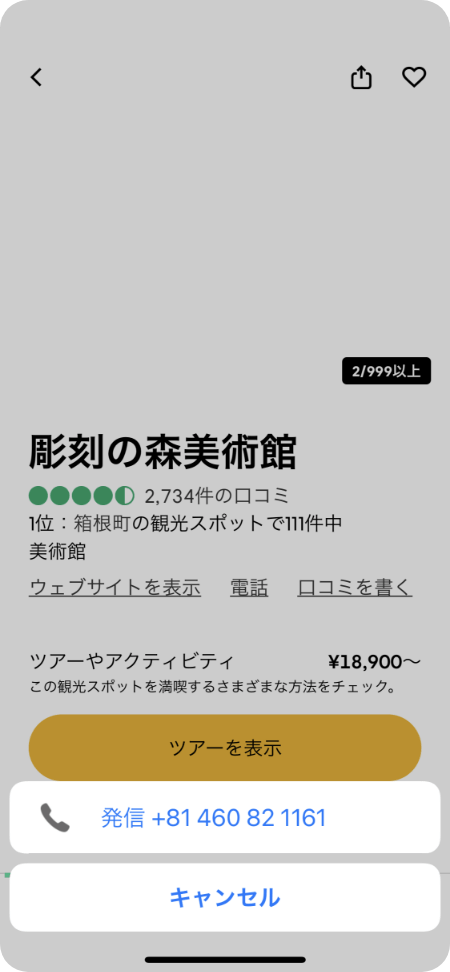 2/999以上
彫刻の森美術館
2,734件の口コミ
1位：箱根町の観光スポットで111件中
美術館
ウェブサイトを表示 電話 口コミを書く
ツアーやアクティビティ ¥18,900〜
この観光スポットを満喫するさまざまな方法をチェック。
ツアーを表示
発信 +81 460 82 1161
キャンセル